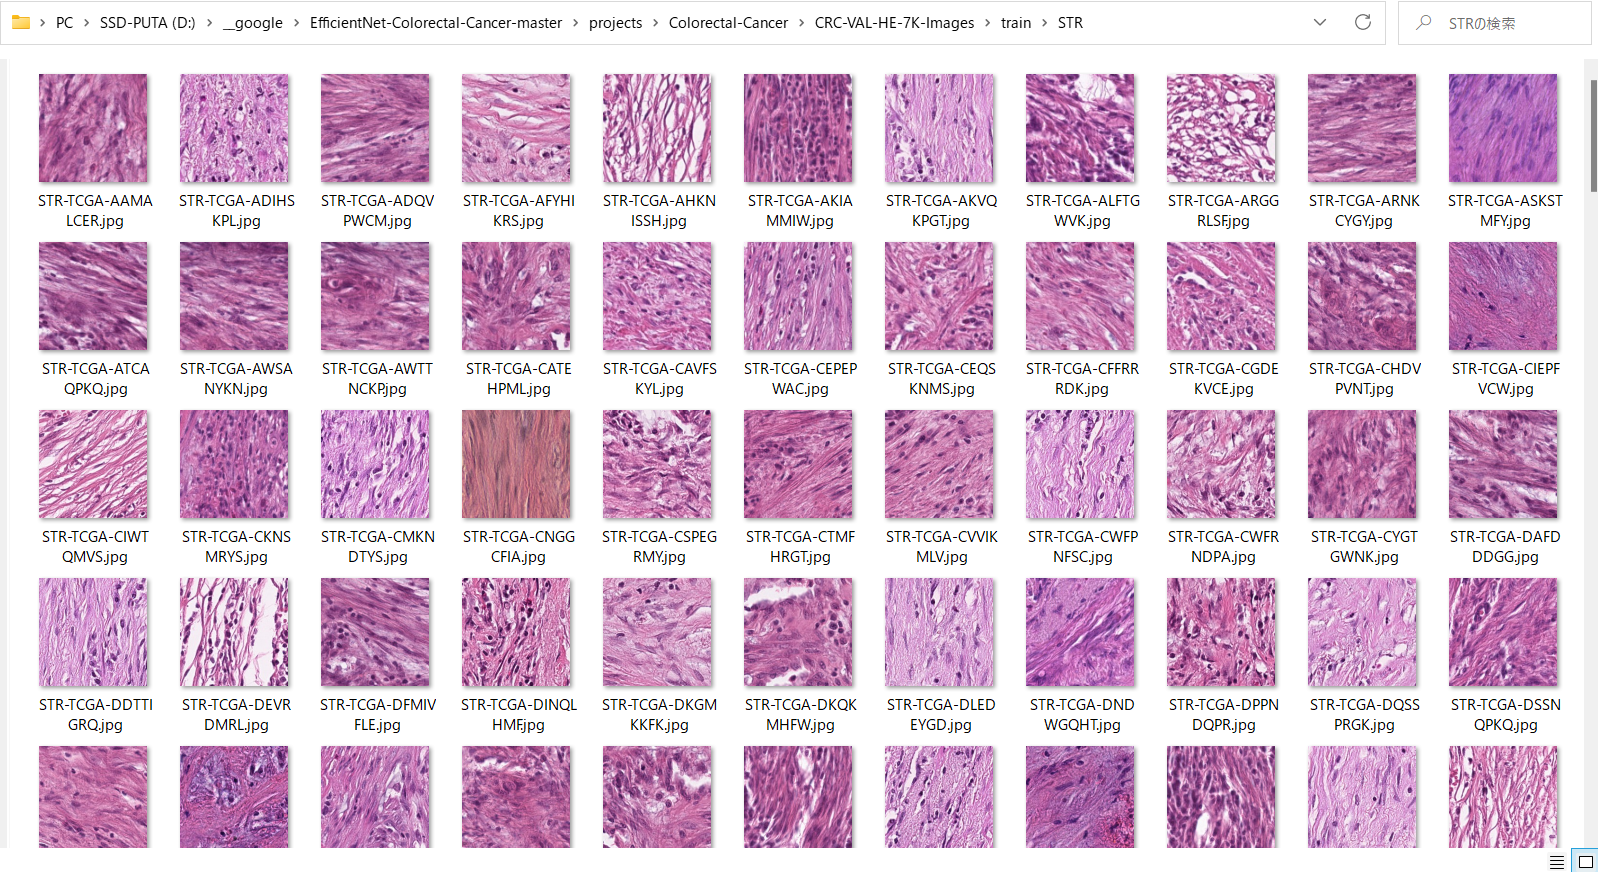 PC > SSD-PUTA (D:) > __google > EfficientNet-Colorectal-Cancer-master > projects > Colorectal-Cancer > CRC-VAL-HE-7K-Images > train > STR
STRの検索
STR-TCGA-AAMA STR-TCGA-ADIHS STR-TCGA-ADQV STR-TCGA-AFYHI STR-TCGA-AHKN STR-TCGA-AKIA STR-TCGA-AKVQ STR-TCGA-ALFTG STR-TCGA-ARGG STR-TCGA-ARNK STR-TCGA-ASKST
LCER.jpg KPL.jpg PWCM.jpg KRS.jpg ISSH.jpg MMIW.jpg KPGT.jpg WVK.jpg RLSF.jpg CYGY.jpg MFY.jpg
STR-TCGA-ATCA STR-TCGA-AWSA STR-TCGA-AWTT STR-TCGA-CATE STR-TCGA-CAVFS STR-TCGA-CEPEP STR-TCGA-CEQS STR-TCGA-CFFRR STR-TCGA-CGDE STR-TCGA-CHDV STR-TCGA-CIEPF
QPKQ.jpg NYKN.jpg NCKP.jpg HPML.jpg KYL.jpg WAC.jpg KNMS.jpg RDK.jpg KVCE.jpg PVNT.jpg VCW.jpg
STR-TCGA-CIWT STR-TCGA-CKNS STR-TCGA-CMKN STR-TCGA-CNGG STR-TCGA-CSPEG STR-TCGA-CTMF STR-TCGA-CVVIK STR-TCGA-CWFP STR-TCGA-CWFR STR-TCGA-CYGT STR-TCGA-DAFD
QMVS.jpg MRYS.jpg DTYS.jpg CFIA.jpg RMY.jpg HRGT.jpg MLV.jpg NFSC.jpg NDPA.jpg GWNK.jpg DDGG.jpg
STR-TCGA-DDTTI STR-TCGA-DEVR STR-TCGA-DFMIV STR-TCGA-DINQL STR-TCGA-DKGM STR-TCGA-DKQK STR-TCGA-DLED STR-TCGA-DND STR-TCGA-DPPN STR-TCGA-DQSS STR-TCGA-DSSN
GRQ.jpg DMRL.jpg FLE.jpg HMF.jpg KKFK.jpg MHFW.jpg EYGD.jpg WGQHT.jpg DQPR.jpg PRGK.jpg QPKQ.jpg